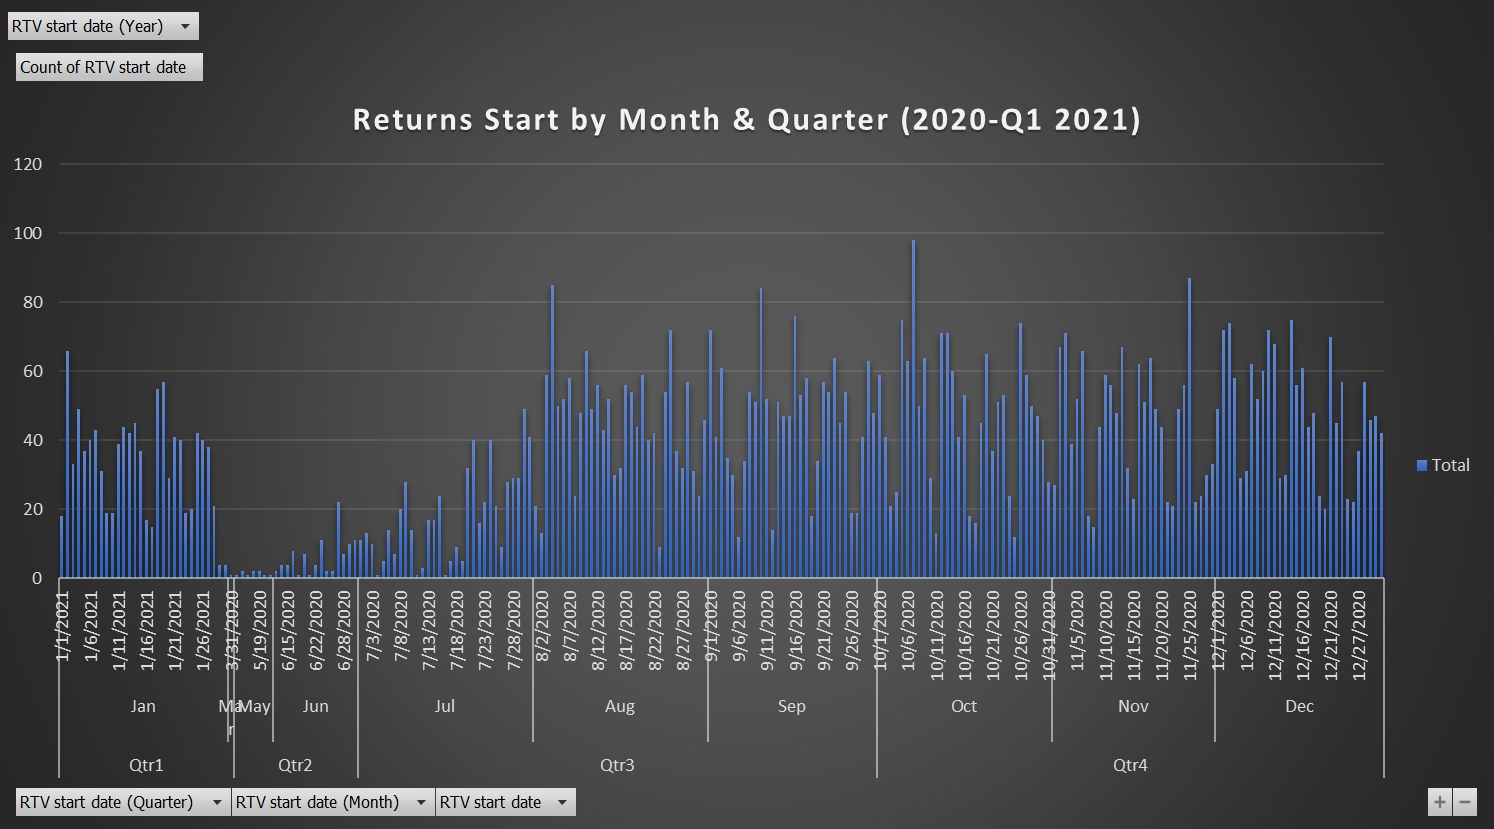 RTV start date (Year)
Count of RTV start date
Returns Start by Month & Quarter (2020-Q1 2021)
120
100
80
60
40
20
0
Total
1/1/2021
1/6/2021
1/11/2021
1/16/2021
1/21/2021
1/26/2021
3/31/2020
5/19/2020
6/15/2020
6/22/2020
6/28/2020
7/3/2020
7/8/2020
7/13/2020
7/18/2020
7/23/2020
7/28/2020
8/2/2020
8/7/2020
8/12/2020
8/17/2020
8/22/2020
8/27/2020
9/1/2020
9/6/2020
9/11/2020
9/16/2020
9/21/2020
9/26/2020
10/1/2020
10/6/2020
10/11/2020
10/16/2020
10/21/2020
10/26/2020
10/31/2020
11/5/2020
11/10/2020
11/15/2020
11/20/2020
11/25/2020
12/1/2020
12/6/2020
12/11/2020
12/16/2020
12/21/2020
12/27/2020
Jan
Mar
May
Jun
Jul
Aug
Sep
Oct
Nov
Dec
Qtr1
Qtr2
Qtr3
Qtr4
RTV start date (Quarter)
RTV start date (Month)
RTV start date
+
−